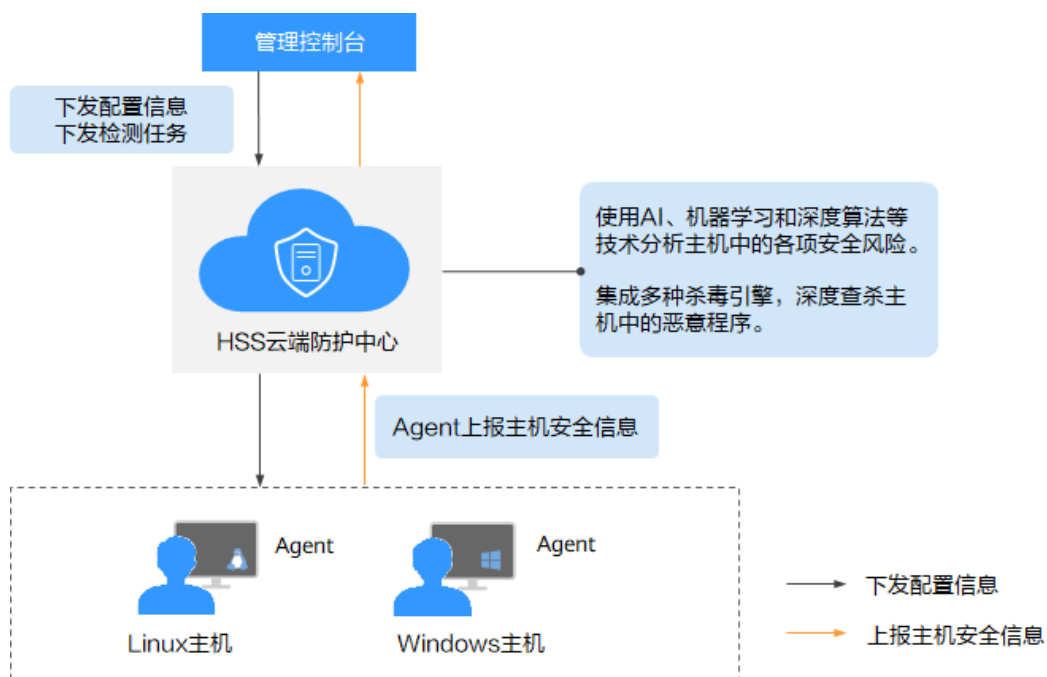 管理控制台
下发配置信息
下发检测任务
使用AI、机器学习和深度算法等
技术分析主机中的各项安全风险。
集成多种杀毒引擎，深度查杀主
机中的恶意程序。
HSS云端防护中心
Agent上报主机安全信息
Agent
Agent
Linux主机
Windows主机
下发配置信息
上报主机安全信息